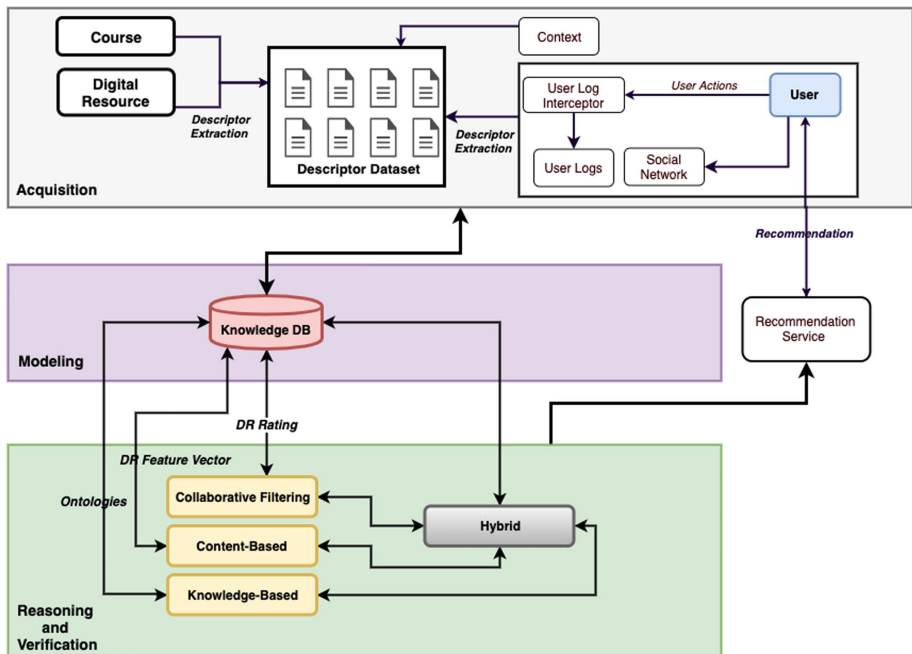 Course
Context
Digital
Resource
Descriptor
Extraction
Descriptor Dataset
Descriptor
Extraction
User Log
Interceptor
User Actions
User
User Logs
Social
Network
Acquisition
Recommendation
Knowledge DB
Modeling
Recommendation
Service
DR Rating
DR Feature Vector
Ontologies
Collaborative Filtering
Content-Based
Knowledge-Based
Hybrid
Reasoning
and
Verification